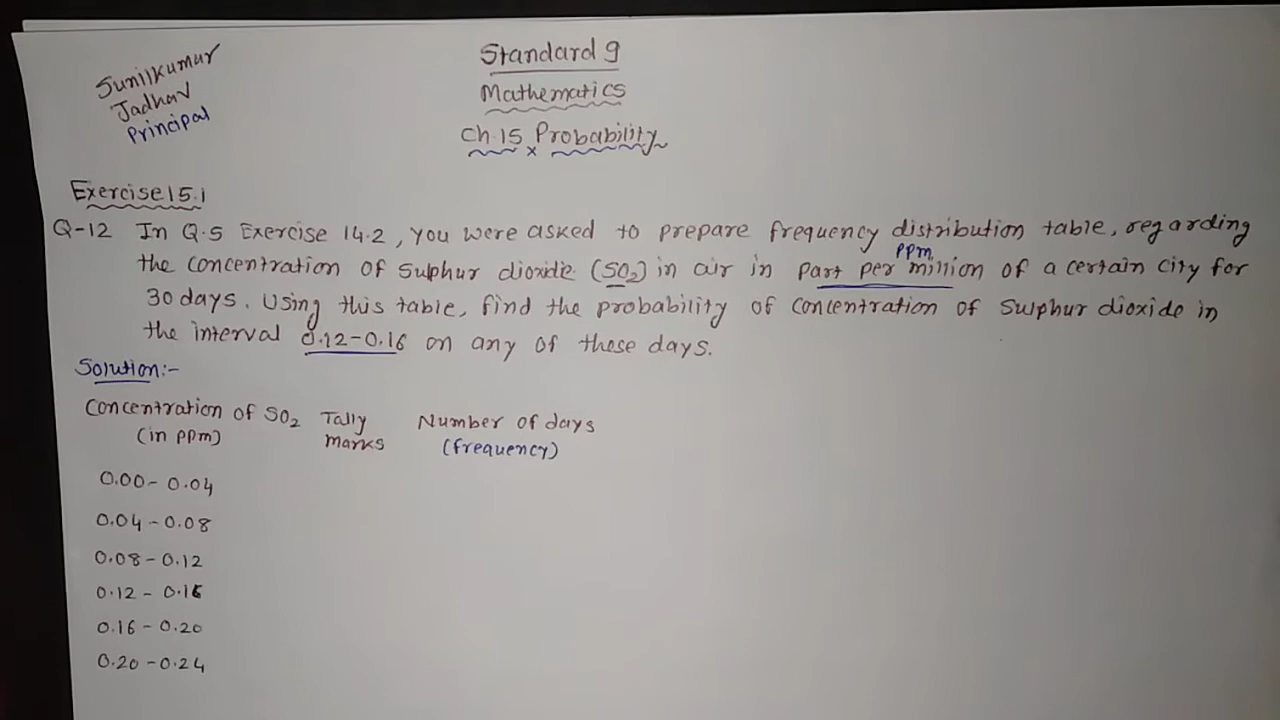 Sunilkumar
Jadhav
Principal
Standard 9
Mathematics
Ch.15 Probability
x
Exercise 15.1
Q-12 In Q.5 Exercise 14.2, you were asked to prepare frequency distribution table, regarding
ppm
the concentration of Sulphur dioxide (SO₂) in air in part per million of a certain city for
30 days. Using this table, find the probability of concentration of Sulphur dioxide in
the interval 0.12-0.16 on any of these days.
Solution:-
Concentration of SO₂ Tally Number of days
(in ppm) marks (frequency)
0.00- 0.04
0.04 - 0.08
0.08 - 0.12
0.12 - 0.16
0.16 - 0.20
0.20 - 0.24